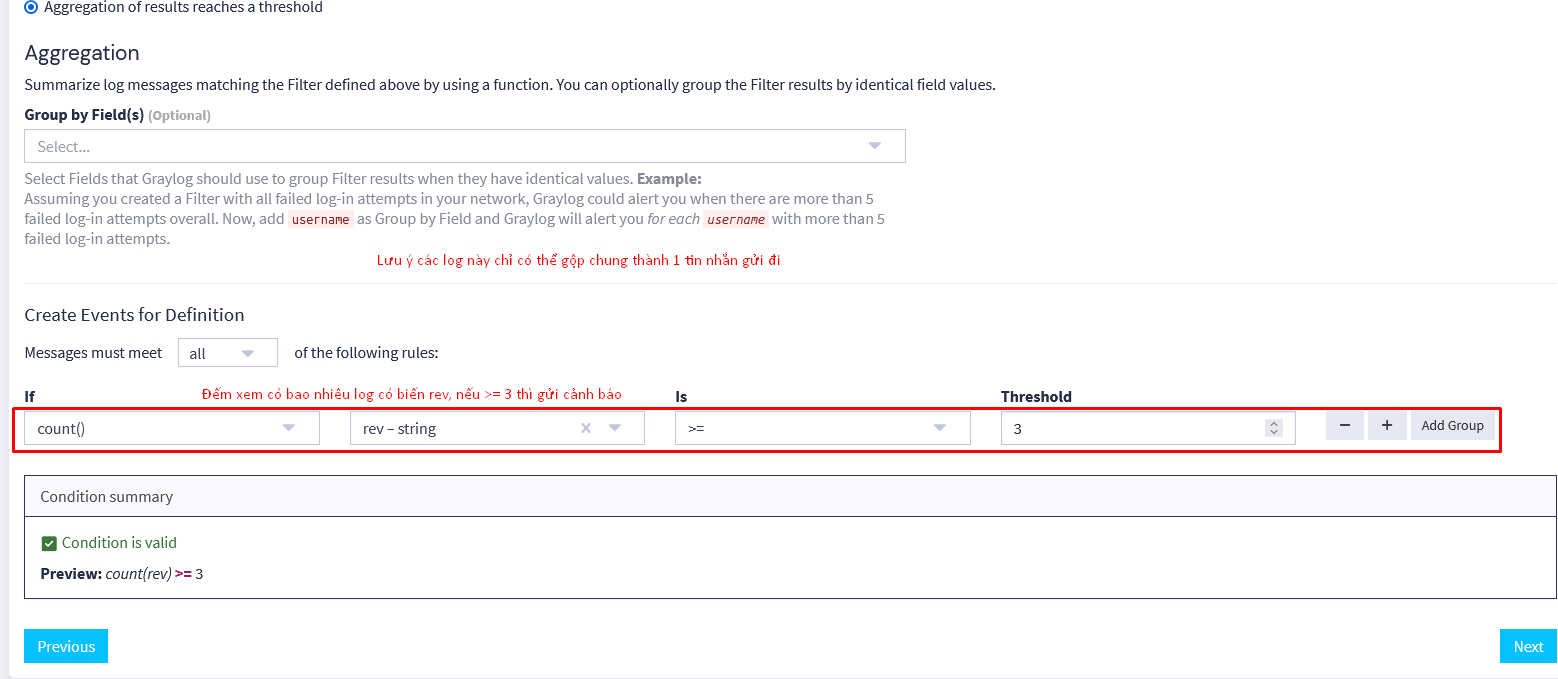 Aggregation of results reaches a threshold
Aggregation
Summarize log messages matching the Filter defined above by using a function. You can optionally group the Filter results by identical field values.
Group by Field(s) (Optional)
Select...
Select Fields that Graylog should use to group Filter results when they have identical values. Example:
Assuming you created a Filter with all failed log-in attempts in your network, Graylog could alert you when there are more than 5
failed log-in attempts overall. Now, add username as Group by Field and Graylog will alert you for each username with more than 5
failed log-in attempts.
Lưu ý các log này chỉ có thể gộp chung thành 1 tin nhắn gửi đi
Create Events for Definition
Messages must meet all of the following rules:
If Đếm xem có bao nhiêu log có biến rev, nếu >= 3 thì gửi cảnh báo Is Threshold
count() rev – string >= 3 − + Add Group
Condition summary
Condition is valid
Preview: count(rev) >= 3
Previous Next